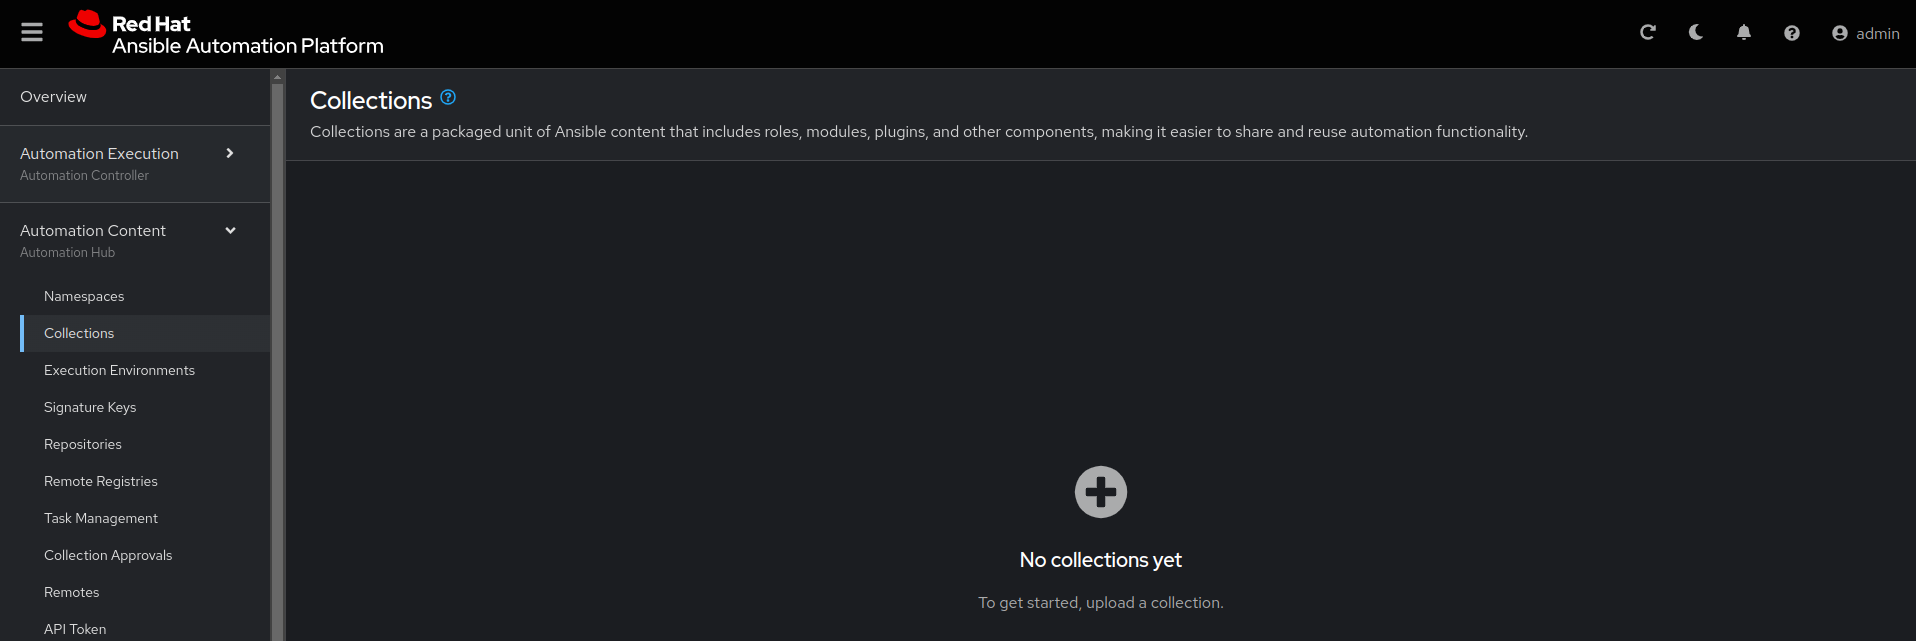 Red Hat
Ansible Automation Platform
admin
Overview
Automation Execution
Automation Controller
Automation Content
Automation Hub
Namespaces
Collections
Execution Environments
Signature Keys
Repositories
Remote Registries
Task Management
Collection Approvals
Remotes
API Token
Collections
Collections are a packaged unit of Ansible content that includes roles, modules, plugins, and other components, making it easier to share and reuse automation functionality.
No collections yet
To get started, upload a collection.